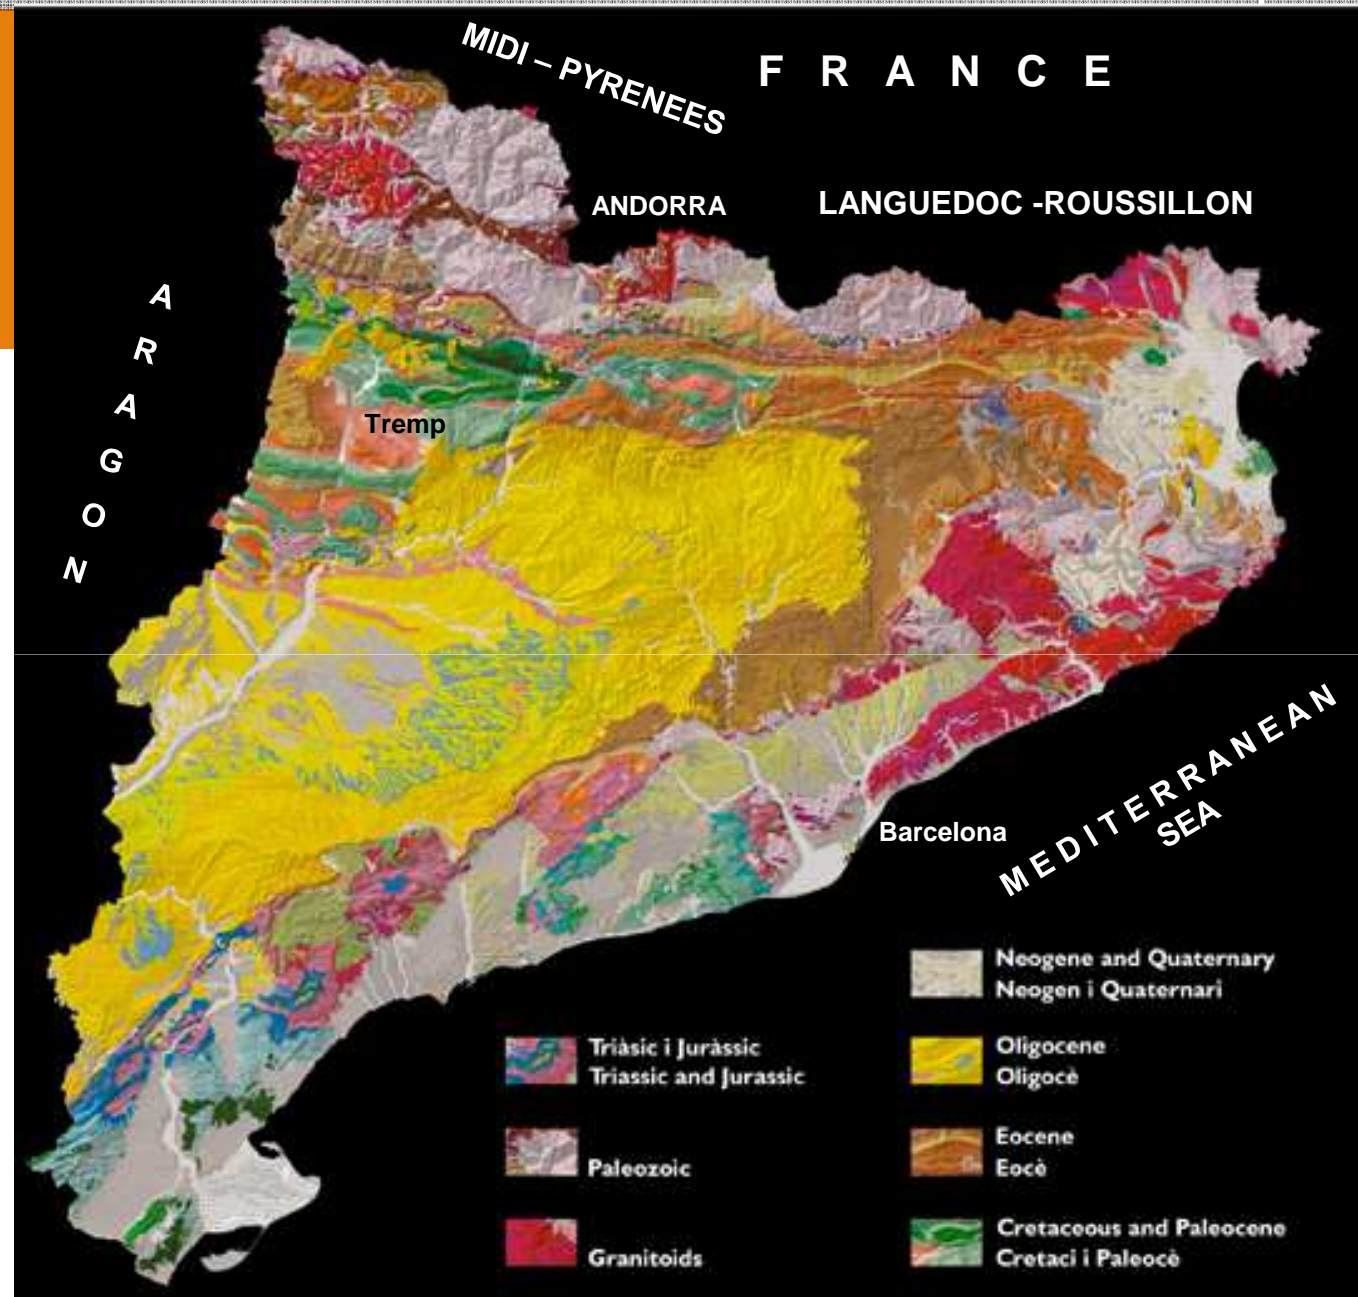 MIDI – PYRENEES
F R A N C E
ANDORRA
LANGUEDOC -ROUSSILLON
A R A G O N
Tremp
Barcelona
MEDITERRANEAN
SEA
Neogene and Quaternary
Neogen i Quaternari
Triàsic i Juràssic
Triassic and Jurassic
Oligocene
Oligocè
Paleozoic
Eocene
Eocè
Granitoids
Cretaceous and Paleocene
Cretaci i Paleocè